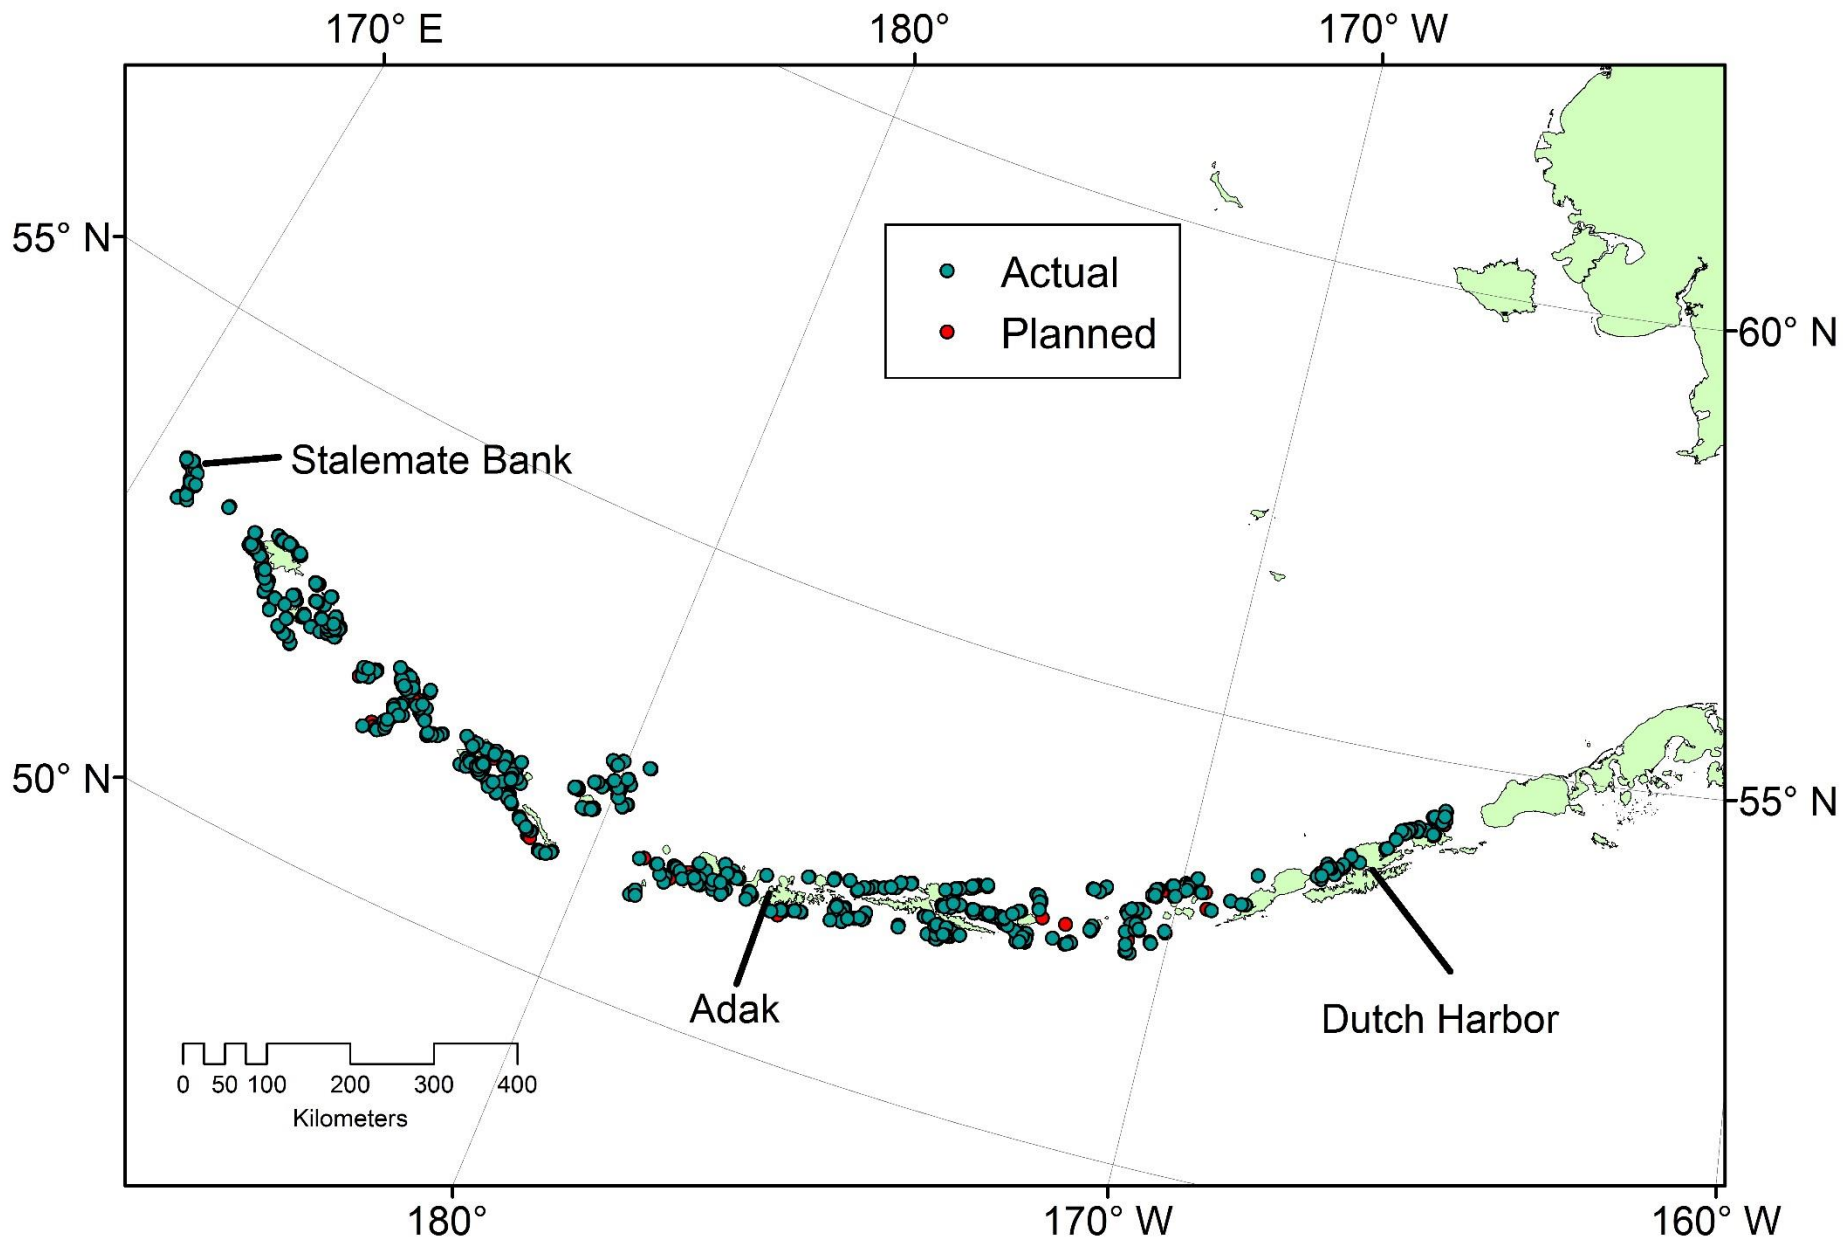 170° E
180°
170° W
55° N
Actual
Planned
60° N
Stalemate Bank
50° N
55° N
Adak
Dutch Harbor
0 50 100 200 300 400
Kilometers
180°
170° W
160° W